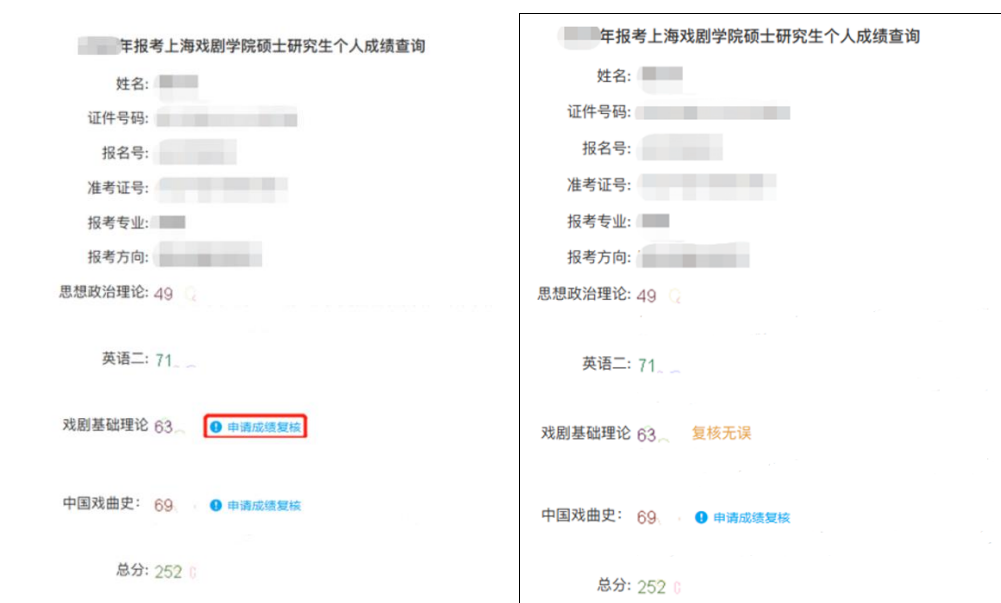 年报考上海戏剧学院硕士研究生个人成绩查询
姓名:
证件号码:
报名号:
准考证号:
报考专业:
报考方向:
思想政治理论: 49
英语二: 71
戏剧基础理论 63 申请成绩复核
中国戏曲史: 69 申请成绩复核
总分: 252
年报考上海戏剧学院硕士研究生个人成绩查询
姓名:
证件号码:
报名号:
准考证号:
报考专业:
报考方向:
思想政治理论: 49
英语二: 71
戏剧基础理论 63 复核无误
中国戏曲史: 69 申请成绩复核
总分: 252